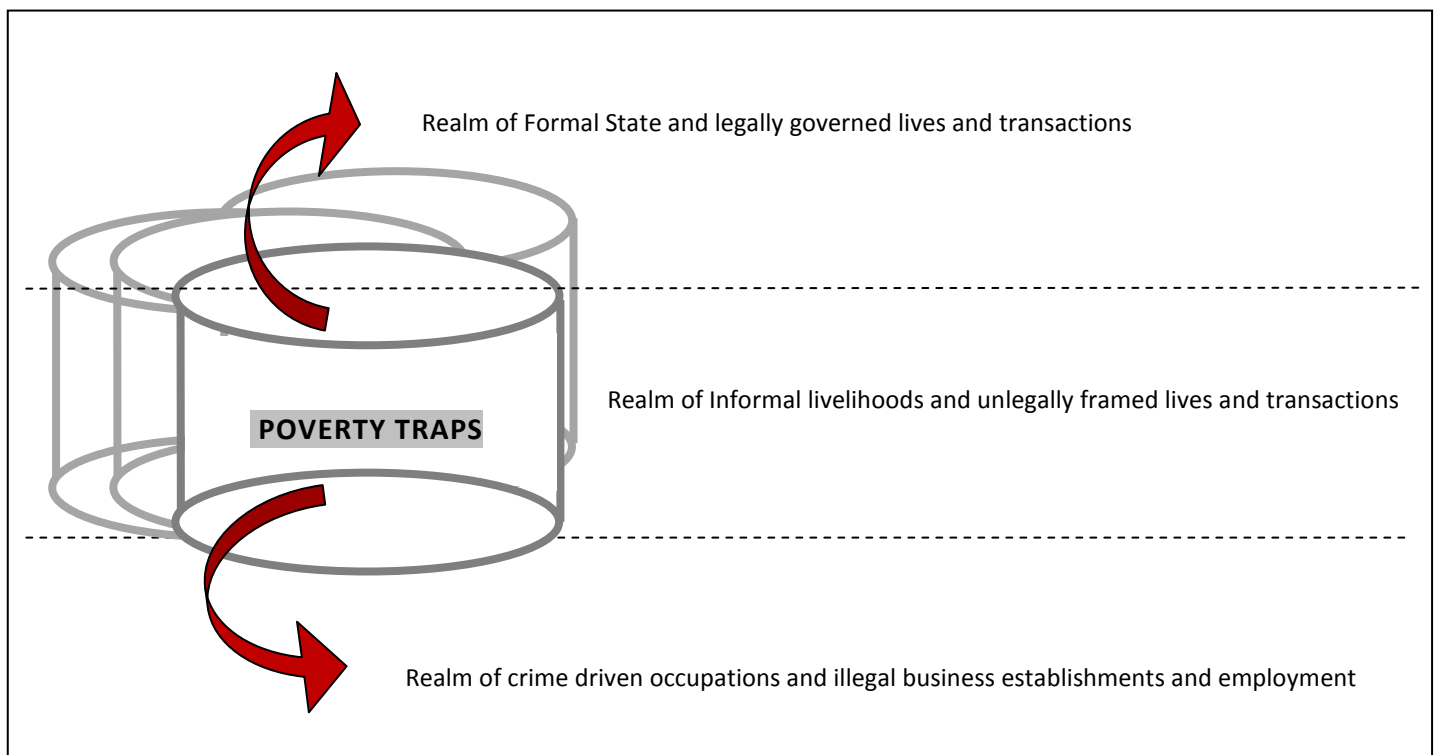 Realm of Formal State and legally governed lives and transactions
Realm of Informal livelihoods and unlegally framed lives and transactions
POVERTY TRAPS
Realm of crime driven occupations and illegal business establishments and employment